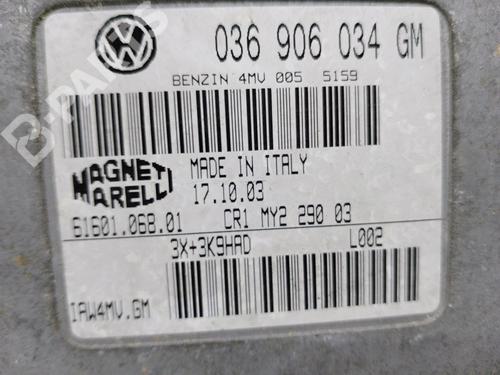 036 906 034 GM
BENZIN 4MV 005 5159
MAGNETI
MARELLI
MADE IN ITALY
17.10.03
61601.068.01 CR1 MY2 290 03
3X+3K9HAD L002
IAW4MV.GM